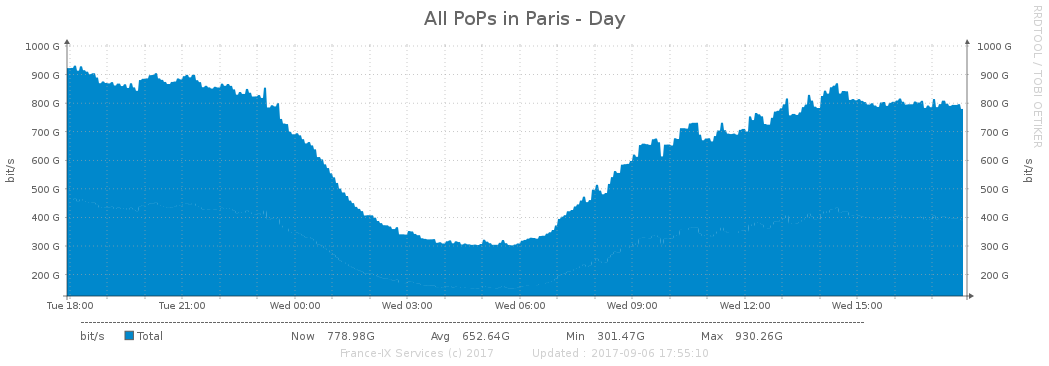 All PoPs in Paris - Day
RRDTOOL / TOBI OETIKER
bit/s
bit/s
1000 G 1000 G
900 G 900 G
800 G 800 G
700 G 700 G
600 G 600 G
500 G 500 G
400 G 400 G
300 G 300 G
200 G 200 G
Tue 18:00 Tue 21:00 Wed 00:00 Wed 03:00 Wed 06:00 Wed 09:00 Wed 12:00 Wed 15:00
bit/s Total Now 778.98G Avg 652.64G Min 301.47G Max 930.26G
France-IX Services (c) 2017 Updated : 2017-09-06 17:55:10